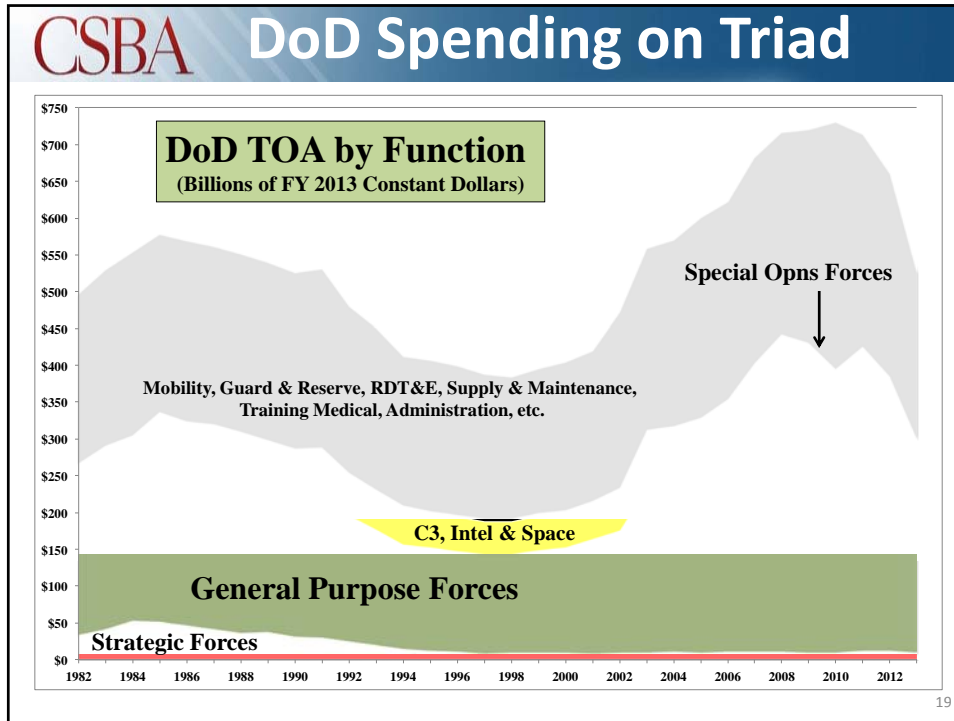 CSBA DoD Spending on Triad
DoD TOA by Function
(Billions of FY 2013 Constant Dollars)
$750
$700
$650
$600
$550
$500
$450
$400
$350
$300
$250
$200
$150
$100
$50
$0
Special Opns Forces
Mobility, Guard & Reserve, RDT&E, Supply & Maintenance,
Training Medical, Administration, etc.
C3, Intel & Space
General Purpose Forces
Strategic Forces
1982 1984 1986 1988 1990 1992 1994 1996 1998 2000 2002 2004 2006 2008 2010 2012
19